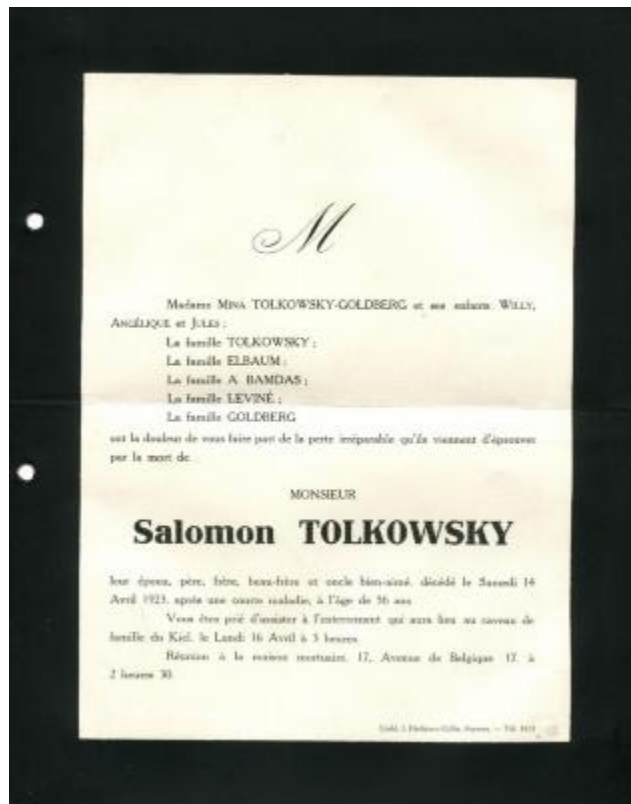 M
Madame MINA TOLKOWSKY-GOLDBERG et ses enfants WILLY,
ANGÉLIQUE et JULES ;
La famille TOLKOWSKY ;
La famille ELBAUM ;
La famille A. BAMDAS ;
La famille LEVINÉ ;
La famille GOLDBERG
ont la douleur de vous faire part de la perte irréparable qu'ils viennent d'éprouver
par la mort de
MONSIEUR
Salomon TOLKOWSKY
leur époux, père, frère, beau-frère et oncle bien-aimé, décédé le Samedi 14
Avril 1923, après une courte maladie, à l'âge de 56 ans.
Vous êtes prié d'assister à l'enterrement qui aura lieu au caveau de
famille du Kiel, le Lundi 16 Avril à 3 heures.
Réunion à la maison mortuaire, 17, Avenue de Belgique 17, à
2 heures 30.